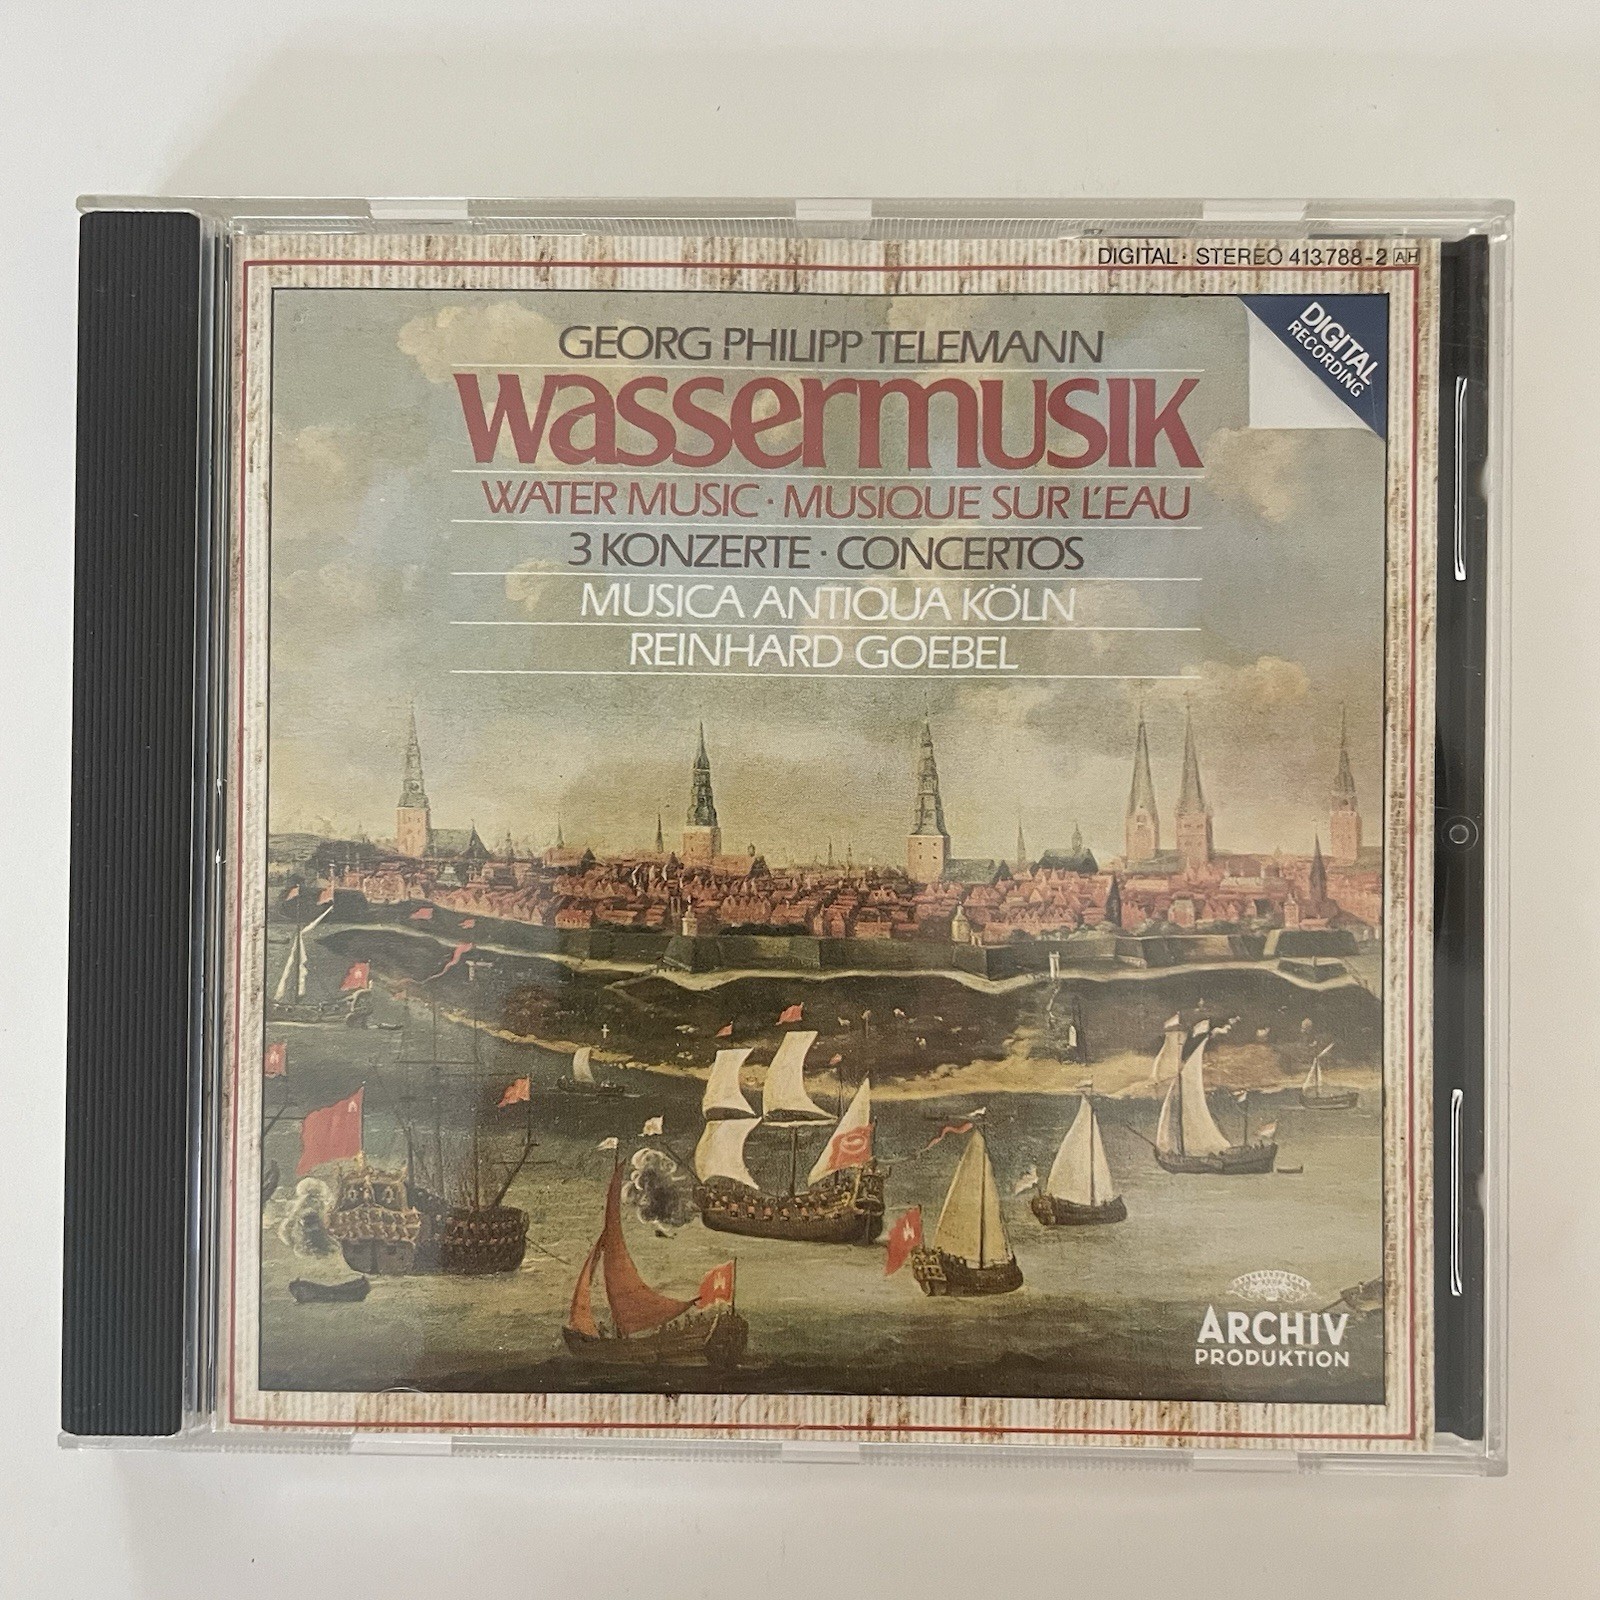 DIGITAL · STEREO 413 788-2 AH
DIGITAL
RECORDING
GEORG PHILIPP TELEMANN
wassermusik
WATER MUSIC · MUSIQUE SUR L'EAU
3 KONZERTE · CONCERTOS
MUSICA ANTIQUA KÖLN
REINHARD GOEBEL
ARCHIV
PRODUKTION